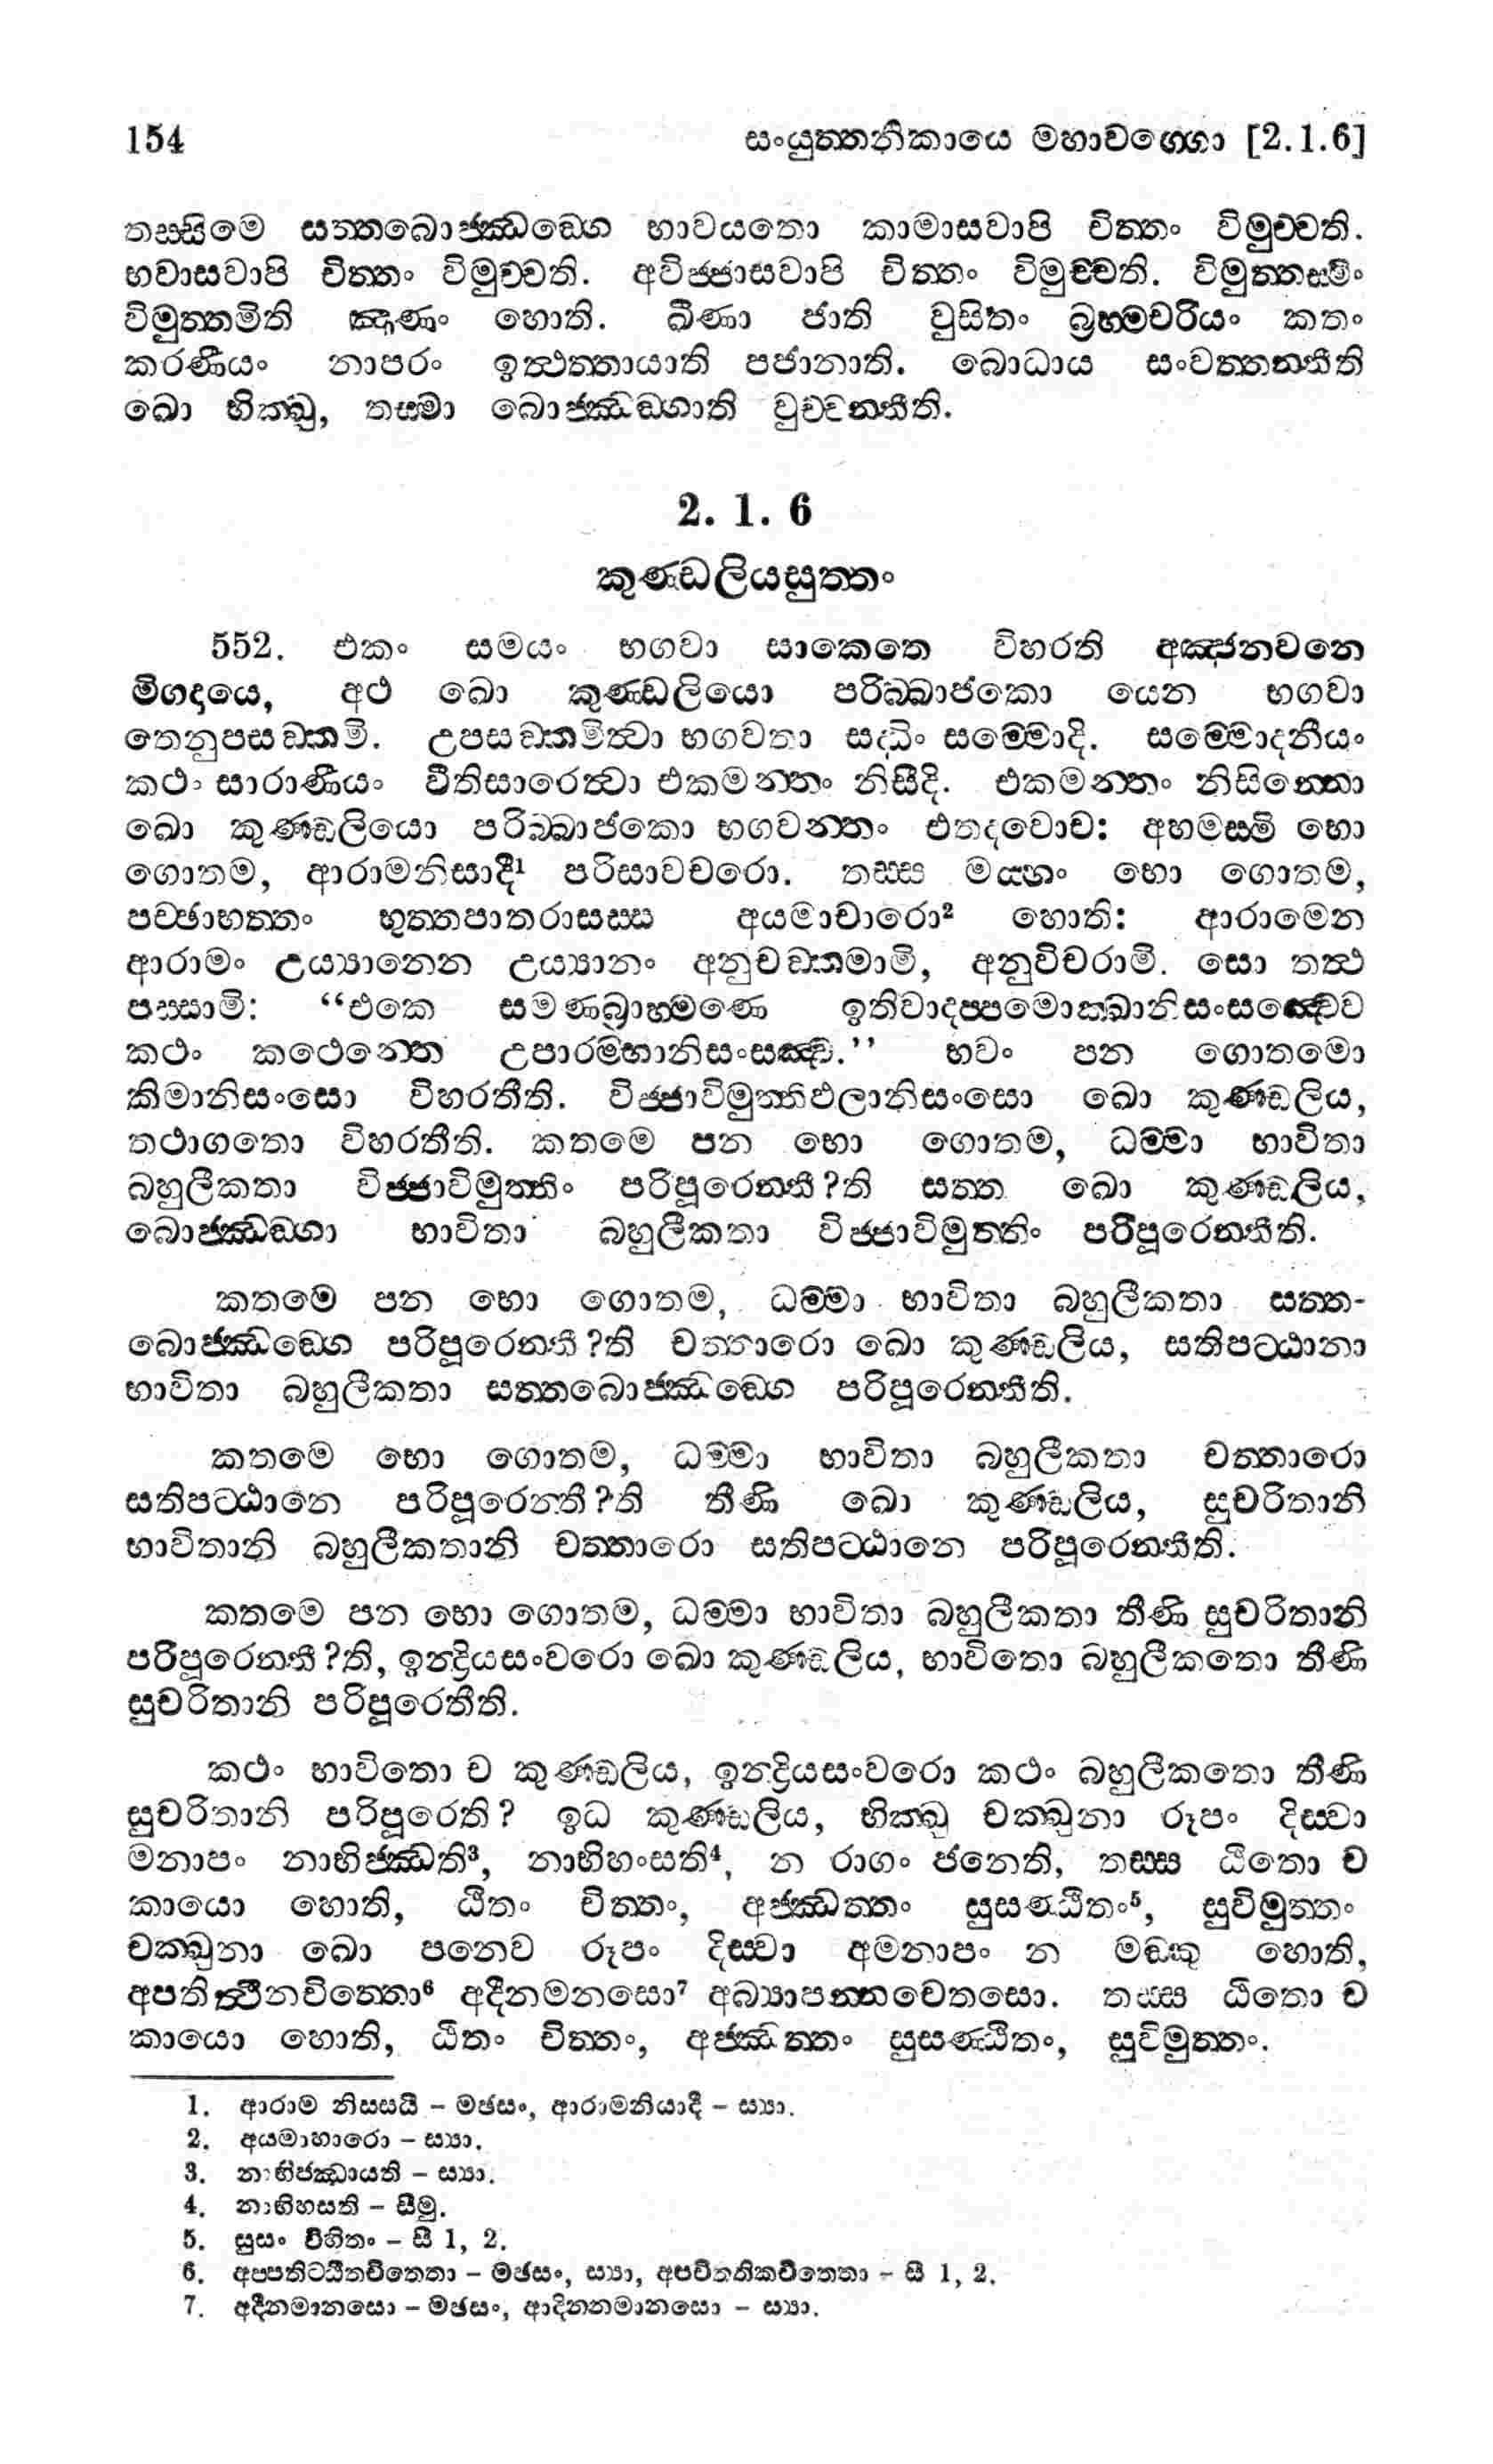 154 සංයුත්තනිකායෙ මහාවග්ගො [2.1.6]
තස්සිමෙ සත්තබොජ්ඣඞ්ගෙ භාවයතො කාමාසවාපි චිත්තං විමුච්චති.
භවාසවාපි චිත්තං විමුච්චති. අවිජ්ජාසවාපි චිත්තං විමුච්චති. විමුත්තස්මිං
විමුත්තමිති ඤාණං හොති. ඛීණා ජාති වුසිතං බ්‍රහ්මචරියං කතං
කරණීයං නාපරං ඉත්ථත්තායාති පජානාති. බොධාය සංවත්තන්තීති
ඛො භික්ඛු, තස්මා බොජ්ඣඞ්ගාති වුච්චන්තීති.
2. 1. 6
කුණ්ඩලියසුත්තං
552. එකං සමයං භගවා සාකෙතෙ විහරති අඤ්ජනවනෙ
මිගදායෙ, අථ ඛො කුණ්ඩලියො පරිබ්බාජකො යෙන භගවා
තෙනුපසඞ්කමි. උපසඞ්කමිත්වා භගවතා සද්ධිං සම්මොදි. සම්මොදනීයං
කථං සාරාණීයං වීතිසාරෙත්වා එකමන්තං නිසීදි. එකමන්තං නිසින්නො
ඛො කුණ්ඩලියො පරිබ්බාජකො භගවන්තං එතදවොච: අහමස්මි භො
ගොතම, ආරාමනිසාදී¹ පරිසාවචරො. තස්ස මය්හං භො ගොතම,
පච්ඡාභත්තං භුත්තපාතරාසස්ස අයමාචාරො² හොති: ආරාමෙන
ආරාමං උය්‍යානෙන උය්‍යානං අනුචඞ්කමාමි, අනුවිචරාමි. සො තත්ථ
පස්සාමි: “එකෙ සමණබ්‍රාහ්මණෙ ඉතිවාදප්පමොක්ඛානිසංසඤ්චෙව
කථං කථෙන්තෙ උපාරම්භානිසංසඤ්ච.” භවං පන ගොතමො
කිමානිසංසො විහරතීති. විජ්ජාවිමුත්තිඵලානිසංසො ඛො කුණ්ඩලිය,
තථාගතො විහරතීති. කතමෙ පන භො ගොතම, ධම්මා භාවිතා
බහුලීකතා විජ්ජාවිමුත්තිං පරිපූරෙන්තී?ති සත්ත ඛො කුණ්ඩලිය,
බොජ්ඣඞ්ගා භාවිතා බහුලීකතා විජ්ජාවිමුත්තිං පරිපූරෙන්තීති.
කතමෙ පන භො ගොතම, ධම්මා භාවිතා බහුලීකතා සත්ත-
බොජ්ඣඞ්ගෙ පරිපූරෙන්තී?ති චත්තාරො ඛො කුණ්ඩලිය, සතිපට්ඨානා
භාවිතා බහුලීකතා සත්තබොජ්ඣඞ්ගෙ පරිපූරෙන්තීති.
කතමෙ භො ගොතම, ධම්මා භාවිතා බහුලීකතා චත්තාරො
සතිපට්ඨානෙ පරිපූරෙන්තී?ති තීණි ඛො කුණ්ඩලිය, සුචරිතානි
භාවිතානි බහුලීකතානි චත්තාරො සතිපට්ඨානෙ පරිපූරෙන්තීති.
කතමෙ පන භො ගොතම, ධම්මා භාවිතා බහුලීකතා තීණි සුචරිතානි
පරිපූරෙන්තී?ති, ඉන්ද්‍රියසංවරො ඛො කුණ්ඩලිය, භාවිතො බහුලීකතො තීණි
සුචරිතානි පරිපූරෙතීති.
කථං භාවිතො ච කුණ්ඩලිය, ඉන්ද්‍රියසංවරො කථං බහුලීකතො තීණි
සුචරිතානි පරිපූරෙති? ඉධ කුණ්ඩලිය, භික්ඛු චක්ඛුනා රූපං දිස්වා
මනාපං නාභිජ්ඣති³, නාභිහංසති⁴, න රාගං ජනෙති, තස්ස ඨිතො ච
කායො හොති, ඨිතං චිත්තං, අජ්ඣත්තං සුසණ්ඨිතං⁵, සුවිමුත්තං
චක්ඛුනා ඛො පනෙව රූපං දිස්වා අමනාපං න මඞ්කු හොති,
අපතිත්ථීනචිත්තො⁶ අදීනමනසො⁷ අබ්‍යාපන්නචෙතසො. තස්ස ඨිතො ච
කායො හොති, ඨිතං චිත්තං, අජ්ඣත්තං සුසණ්ඨිතං, සුවිමුත්තං.
1. ආරාම නිස්සයී – මඡසං, ආරාමනියාදී – ස්‍යා.
2. අයමාහාරො – ස්‍යා.
3. නාභිජ්ඣායති – ස්‍යා.
4. නාභිහසති – සීමු.
5. සුසං විහිතං – සී 1, 2.
6. අප්පතිට්ඨීතචිත්තො – මඡසං, ස්‍යා, අපචිත්තිකචිත්තො – සී 1, 2.
7. අදීනමානසො – මඡසං, ආදින්නමානසො – ස්‍යා.